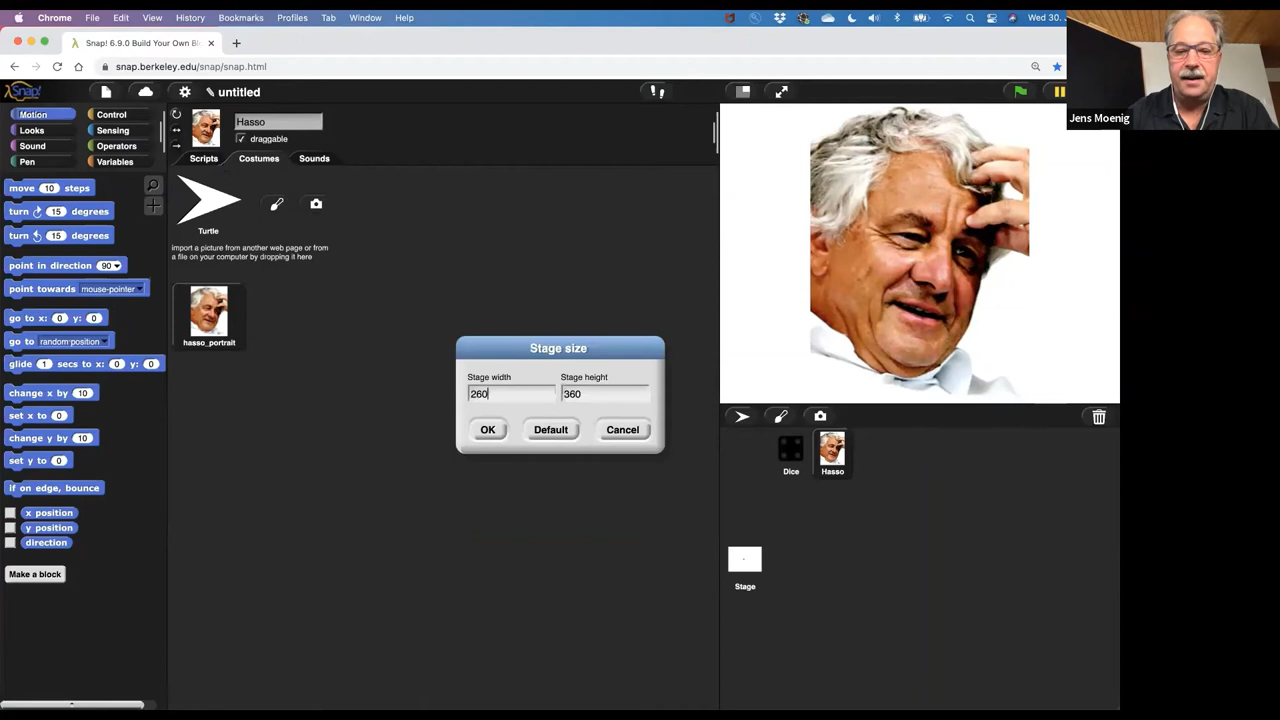 Chrome File Edit View History Bookmarks Profiles Tab Window Help
Wed 30.
Snap! 6.9.0 Build Your Own Bl
snap.berkeley.edu/snap/snap.html
Snap! untitled
Motion Control
Looks Sensing
Sound Operators
Pen Variables
Hasso
draggable
Scripts Costumes Sounds
Jens Moenig
move 10 steps
turn 15 degrees
turn 15 degrees
point in direction 90
point towards mouse-pointer
go to x: 0 y: 0
go to random position
glide 1 secs to x: 0 y: 0
change x by 10
set x to 0
change y by 10
set y to 0
if on edge, bounce
x position
y position
direction
Make a block
Turtle
import a picture from another web page or from
a file on your computer by dropping it here
hasso_portrait
Stage size
Stage width Stage height
260 360
OK Default Cancel
Dice Hasso
Stage